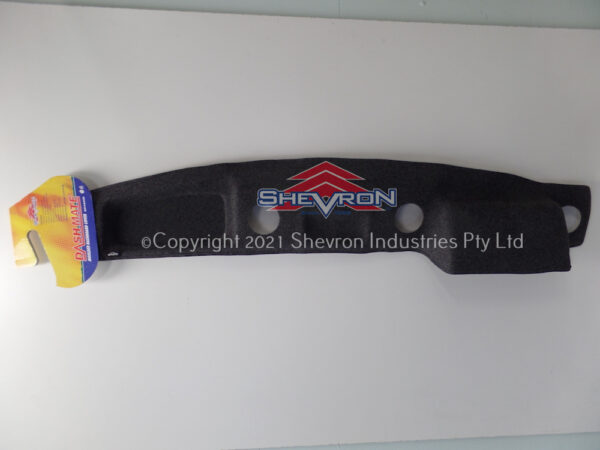 SHEVRON
DASHMATE
©Copyright 2021 Shevron Industries Pty Ltd